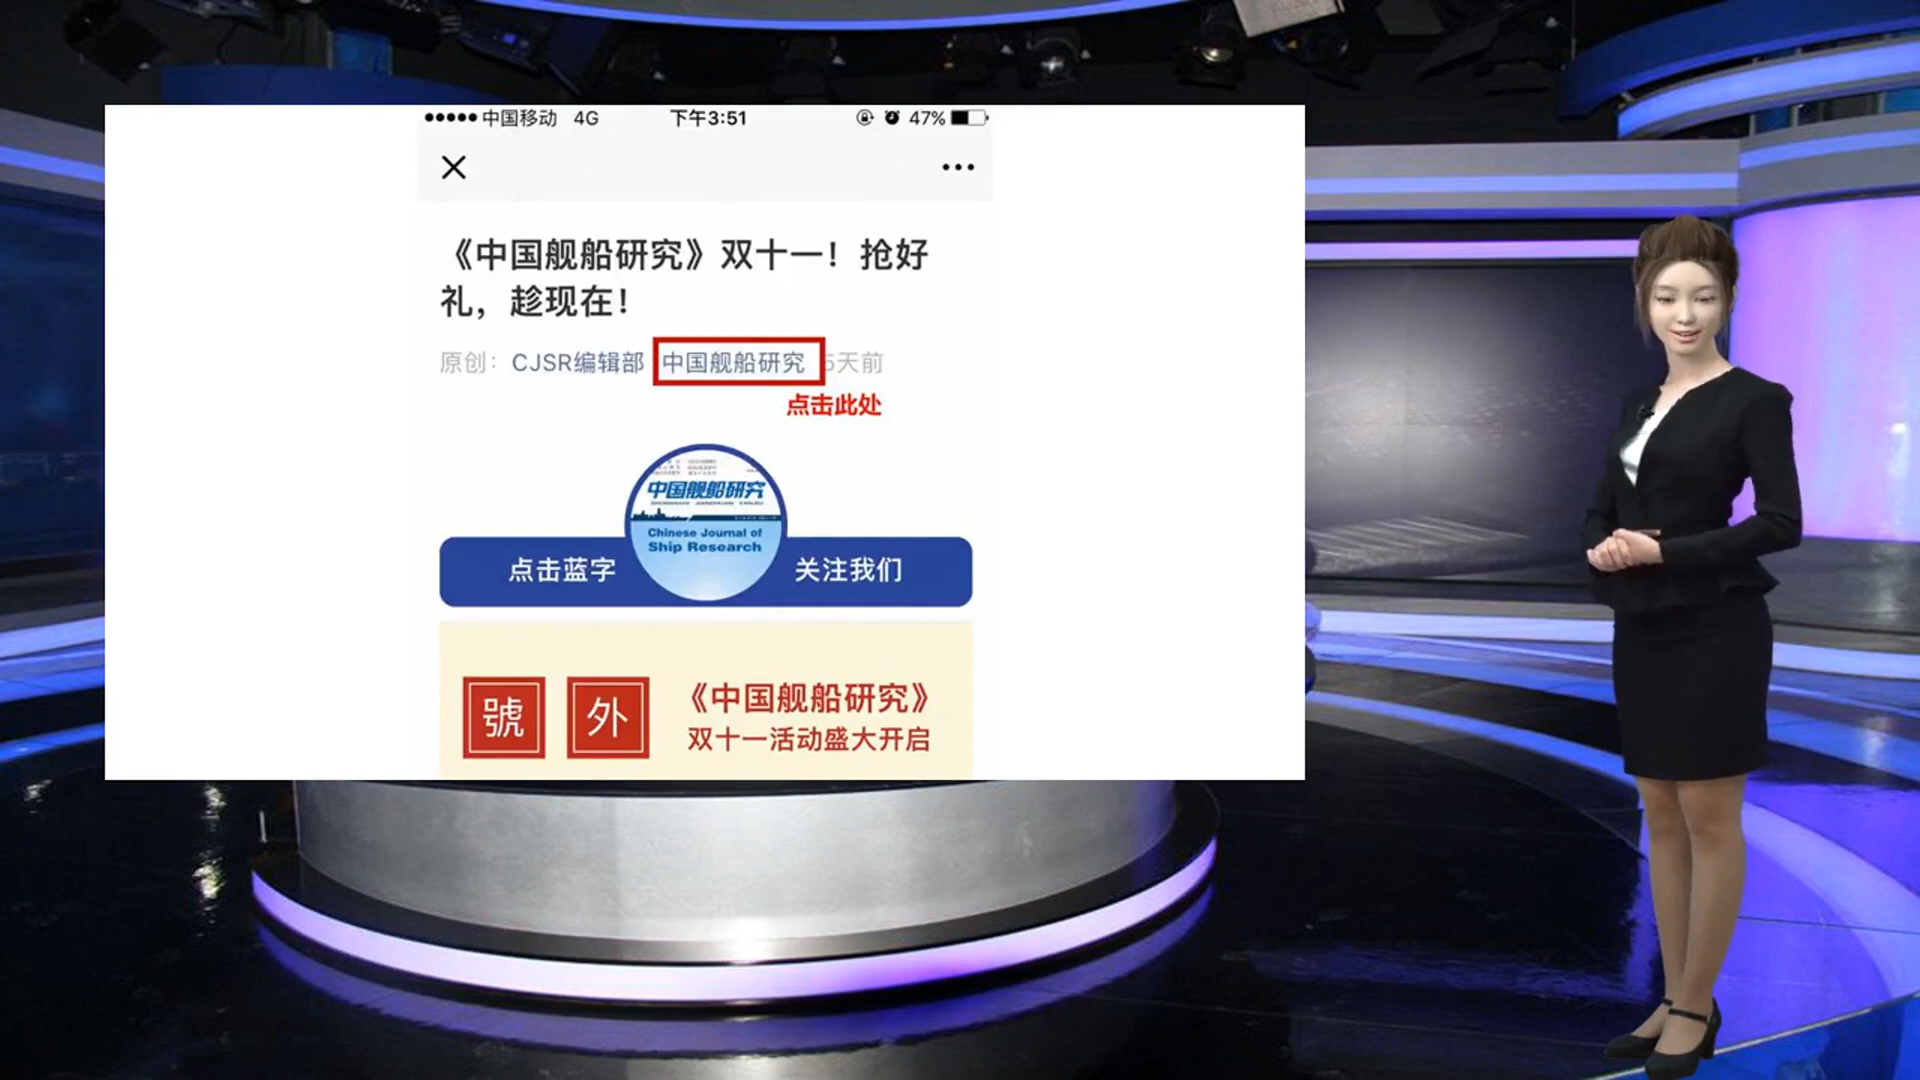 中国移动 4G 下午3:51 47%
《中国舰船研究》双十一！抢好
礼，趁现在！
原创： CJSR编辑部 中国舰船研究 5天前
点击此处
中国舰船研究
Chinese Journal of
Ship Research
点击蓝字 关注我们
號外
《中国舰船研究》
双十一活动盛大开启